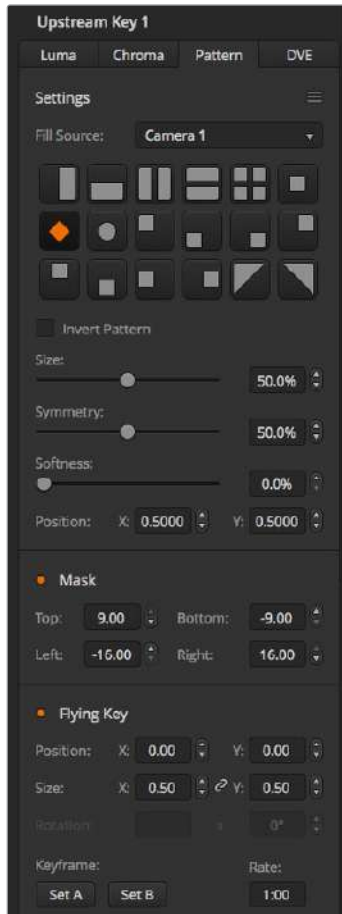 Upstream Key 1
Luma Chroma Pattern DVE
Settings
Fill Source: Camera 1
Invert Pattern
Size:
50.0%
Symmetry:
50.0%
Softness:
0.0%
Position: X: 0.5000 Y: 0.5000
Mask
Top: 9.00 Bottom: -9.00
Left: -16.00 Right: 16.00
Flying Key
Position: X: 0.00 Y: 0.00
Size: X: 0.50 Y: 0.50
Rotation: x 0°
Keyframe: Rate:
Set A Set B 1:00